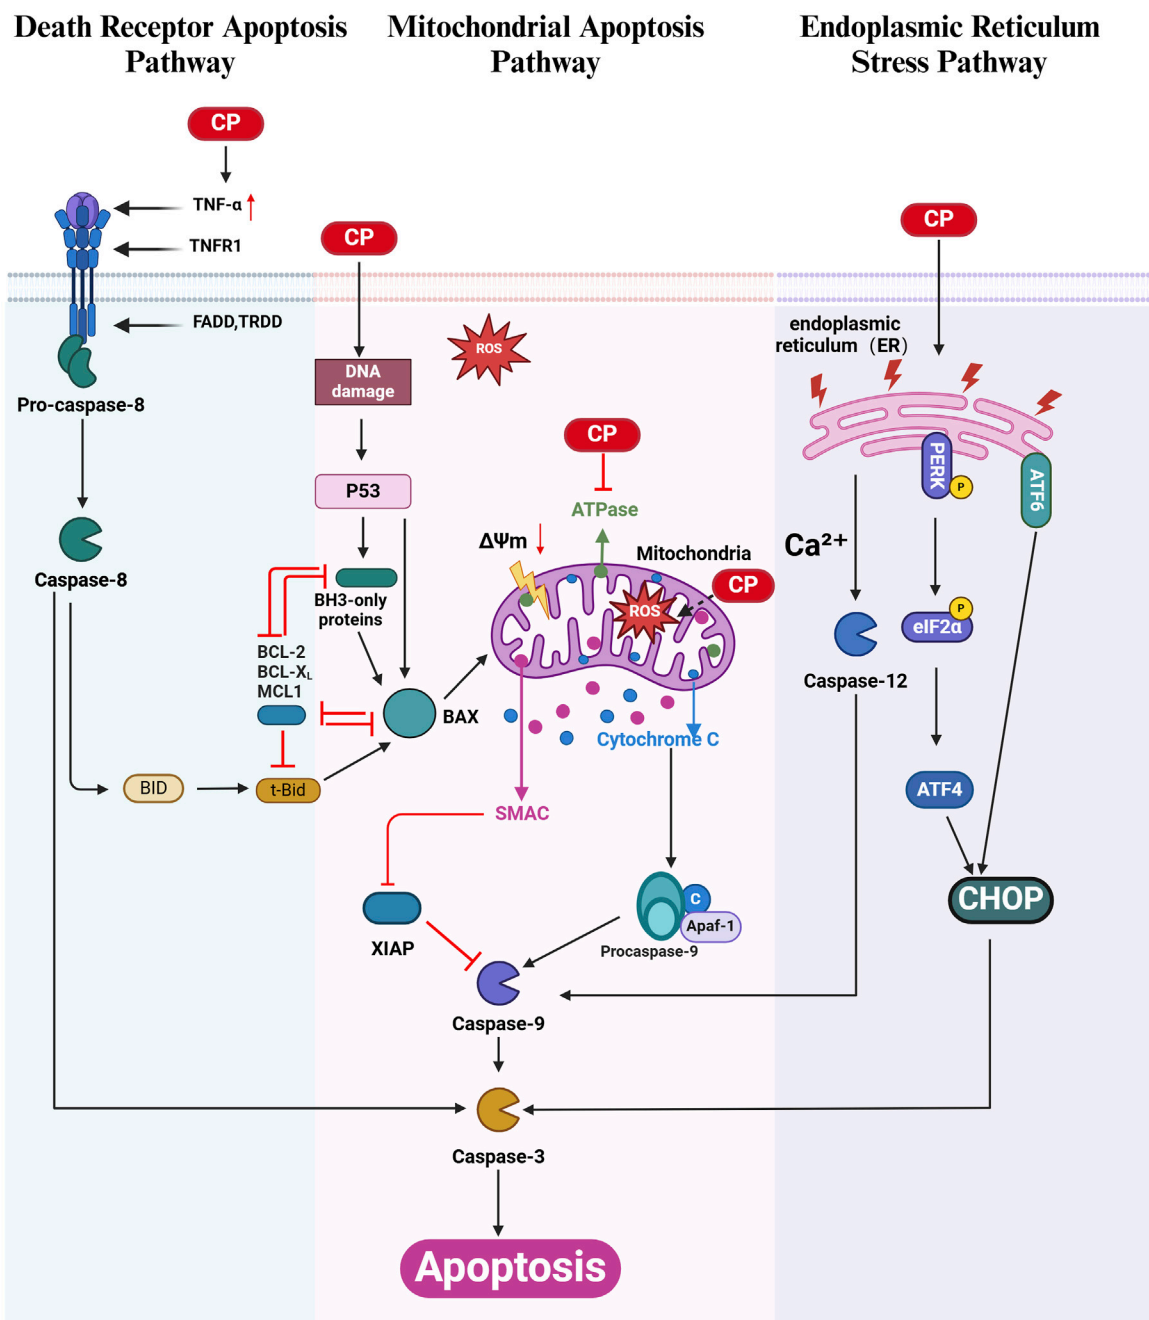 Death Receptor Apoptosis
Pathway
Mitochondrial Apoptosis
Pathway
Endoplasmic Reticulum
Stress Pathway
CP
TNF-α
TNFR1
FADD,TRDD
Pro-caspase-8
Caspase-8
BID
t-Bid
CP
DNA
damage
P53
BH3-only
proteins
BCL-2
BCL-XL
MCL1
BAX
ROS
CP
ATPase
ΔΨm
Mitochondria
CP
ROS
Cytochrome C
SMAC
XIAP
C
Apaf-1
Procaspase-9
Caspase-9
Caspase-3
Apoptosis
CP
endoplasmic
reticulum（ER）
PERK
P
ATF6
Ca²⁺
P
eIF2α
Caspase-12
ATF4
CHOP